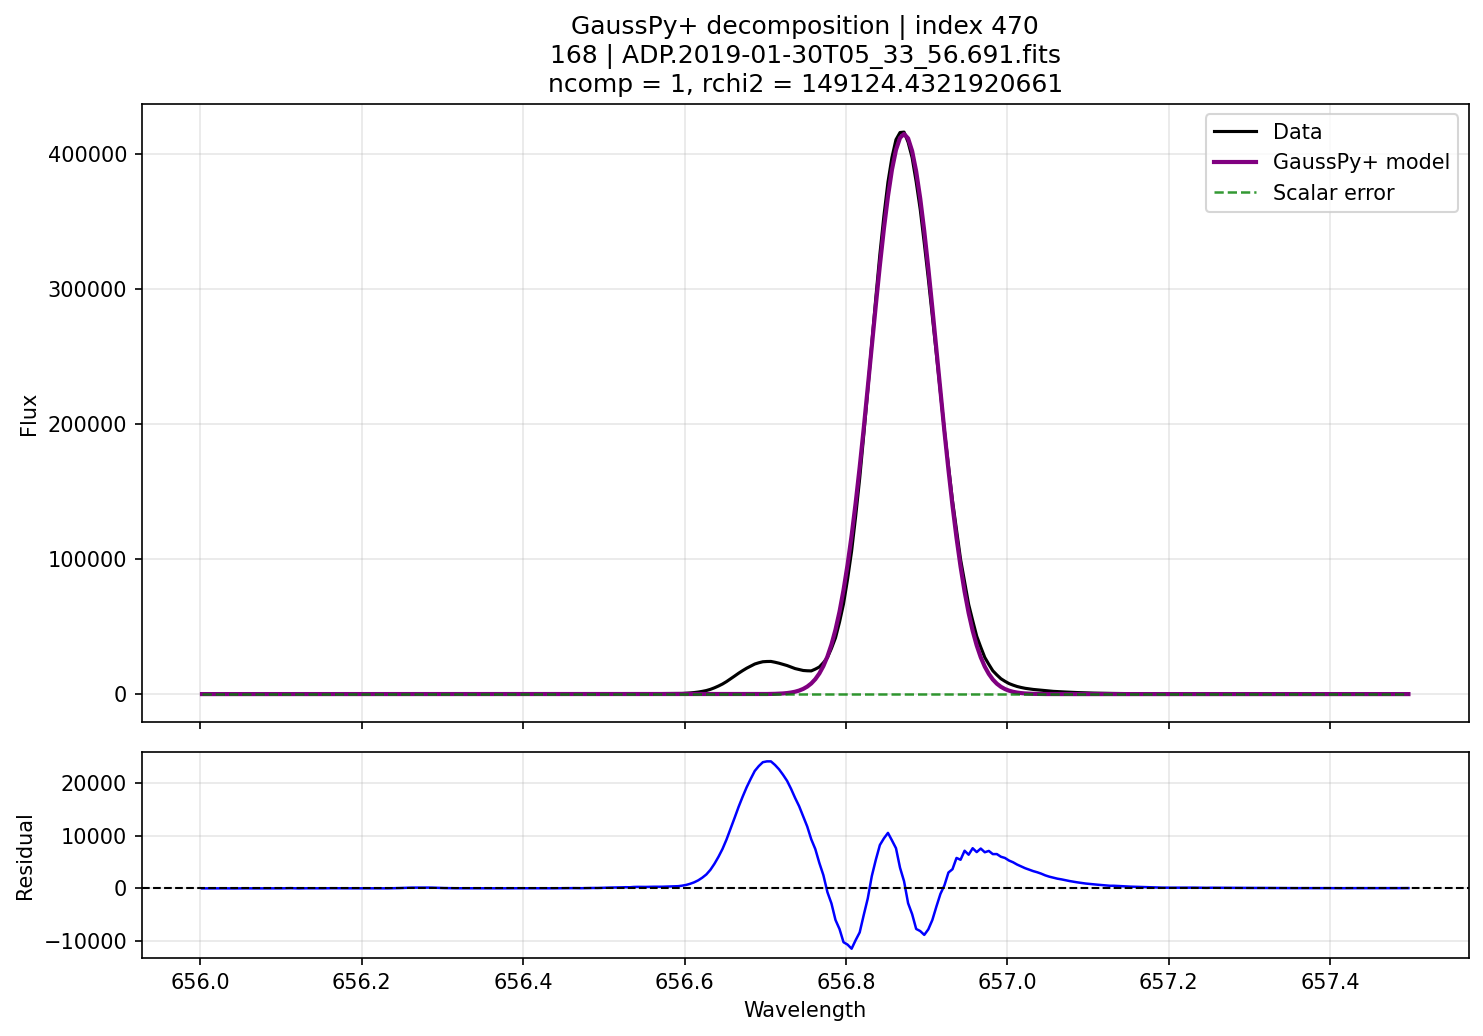 GaussPy+ decomposition | index 470
168 | ADP.2019-01-30T05_33_56.691.fits
ncomp = 1, rchi2 = 149124.4321920661
Data
GaussPy+ model
Scalar error
400000
300000
200000
100000
0
Flux
20000
10000
0
−10000
Residual
656.0 656.2 656.4 656.6 656.8 657.0 657.2 657.4
Wavelength